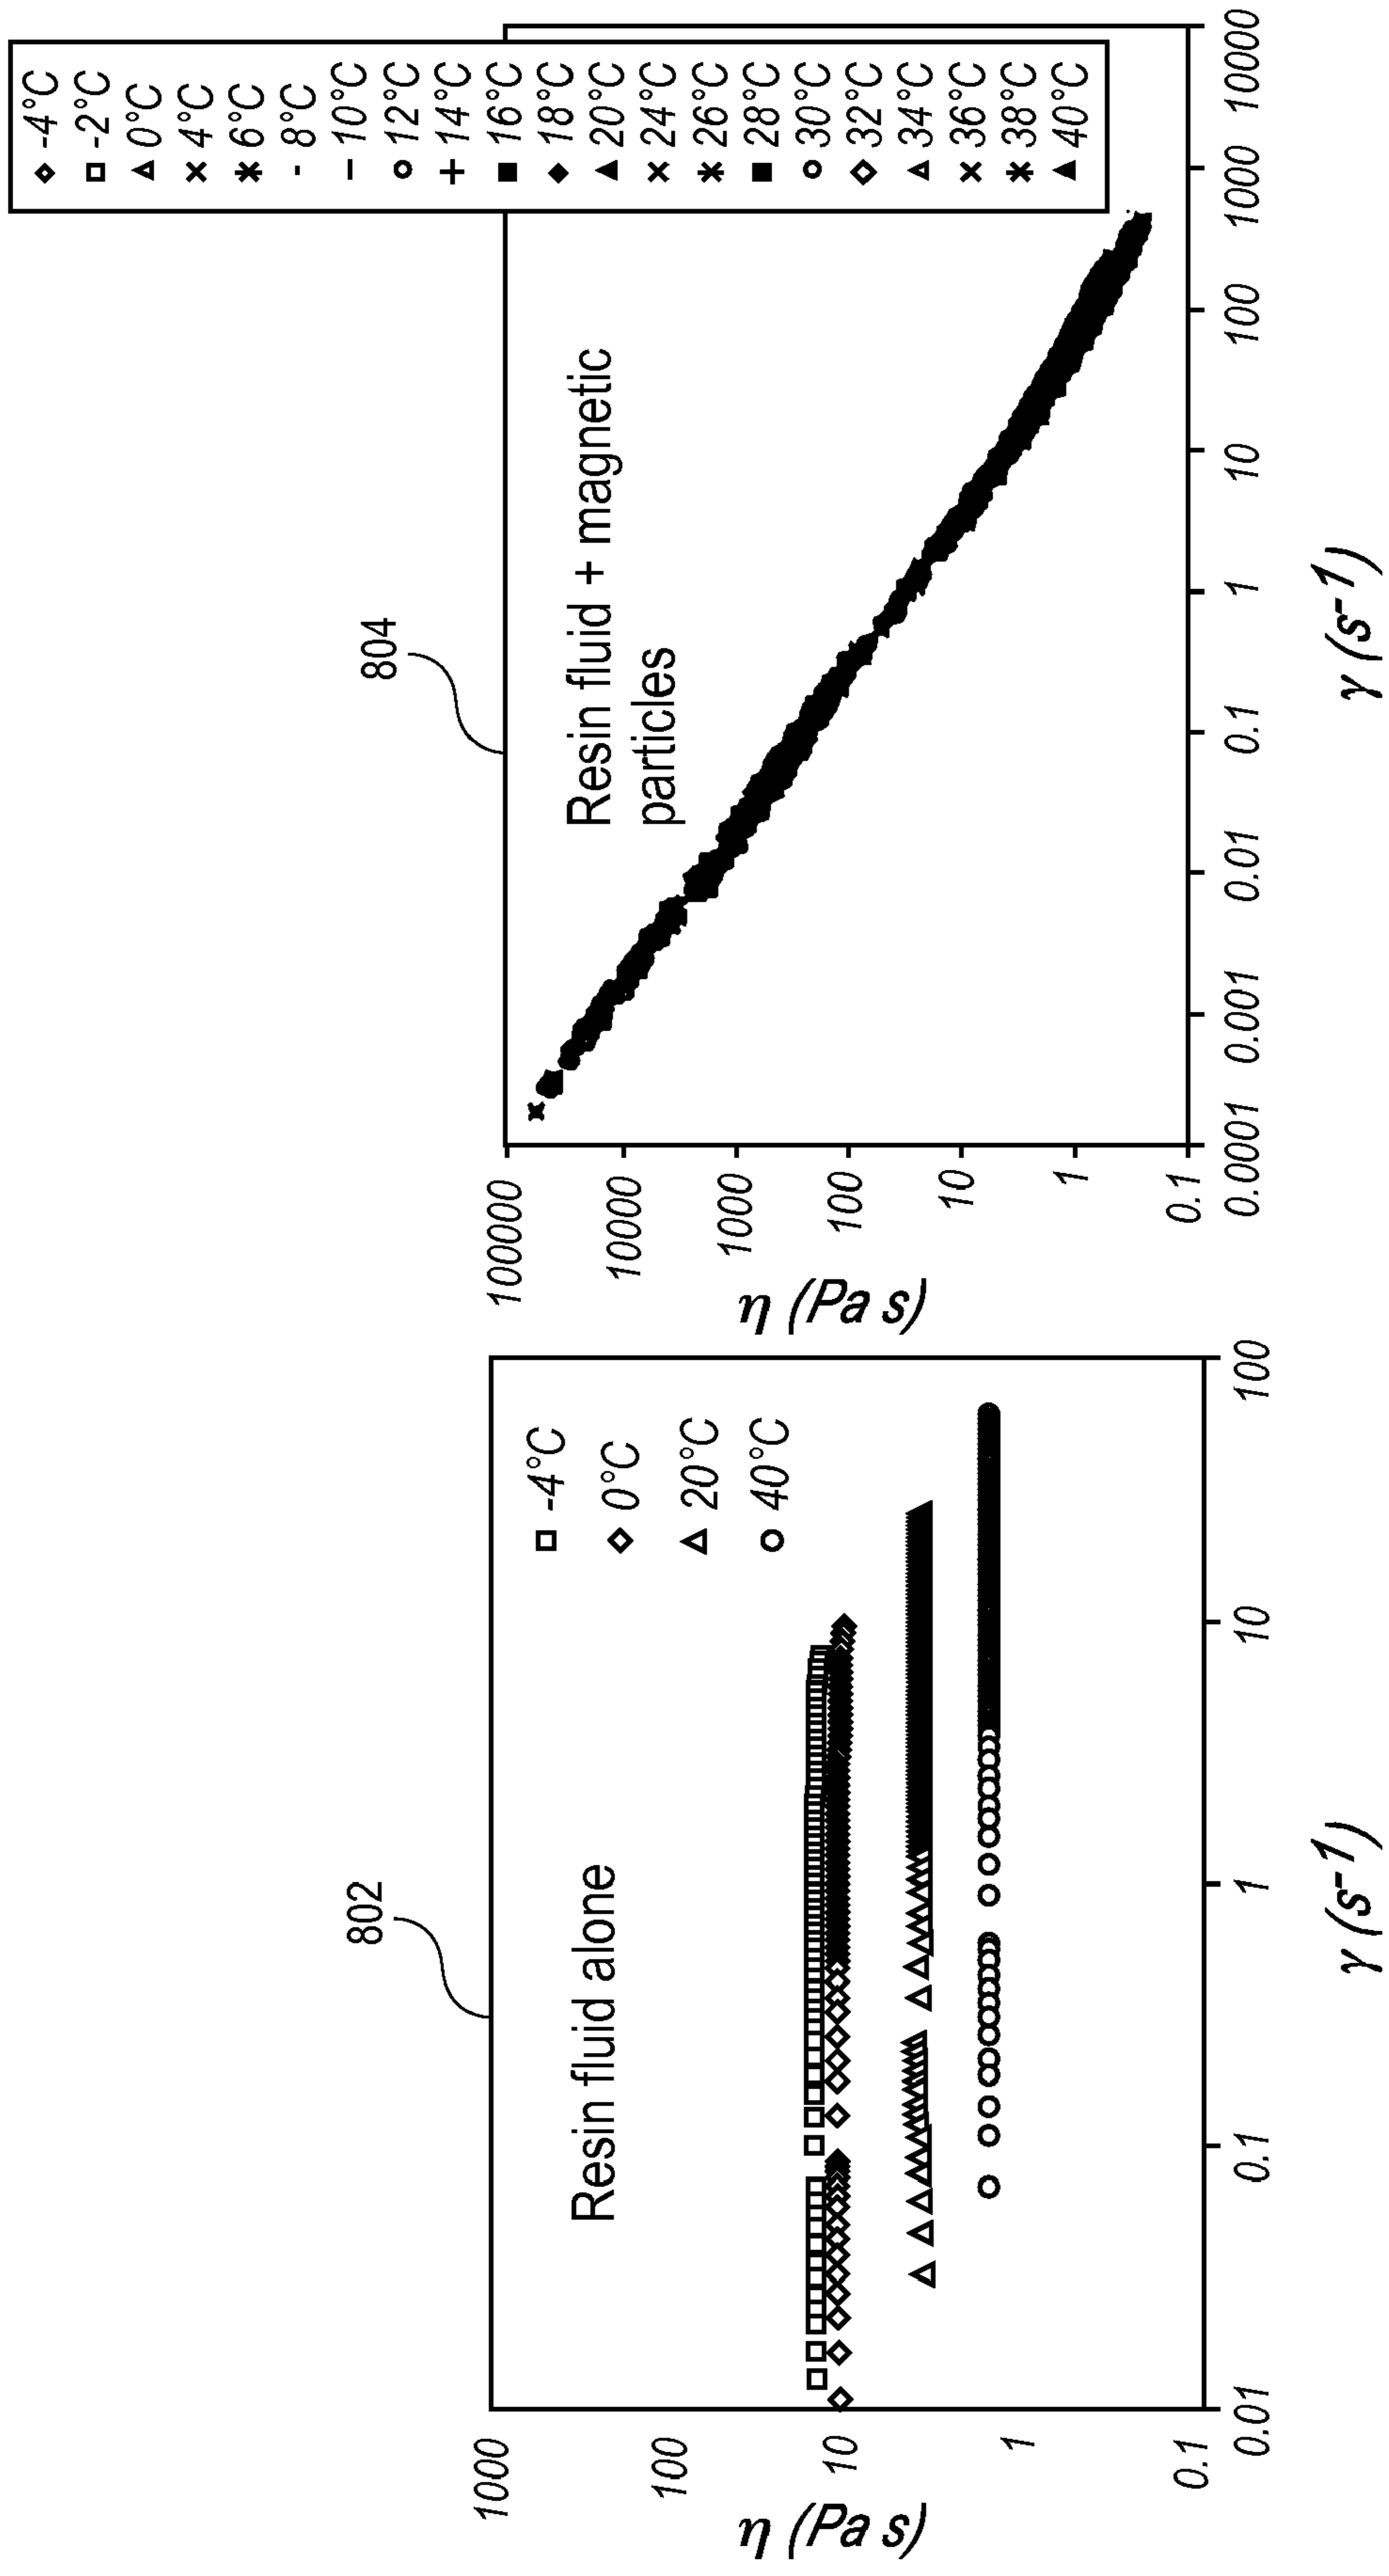 802
Resin fluid alone
-4°C
0°C
20°C
40°C
1000
100
10
1
0.1
η (Pa s)
0.01
0.1
1
10
100
γ (s⁻¹)
804
Resin fluid + magnetic
particles
-4°C
-2°C
0°C
4°C
6°C
8°C
10°C
12°C
14°C
16°C
18°C
20°C
24°C
26°C
28°C
30°C
32°C
34°C
36°C
38°C
40°C
100000
10000
1000
100
10
1
0.1
η (Pa s)
0.0001
0.001
0.01
0.1
1
10
100
1000
10000
γ (s⁻¹)